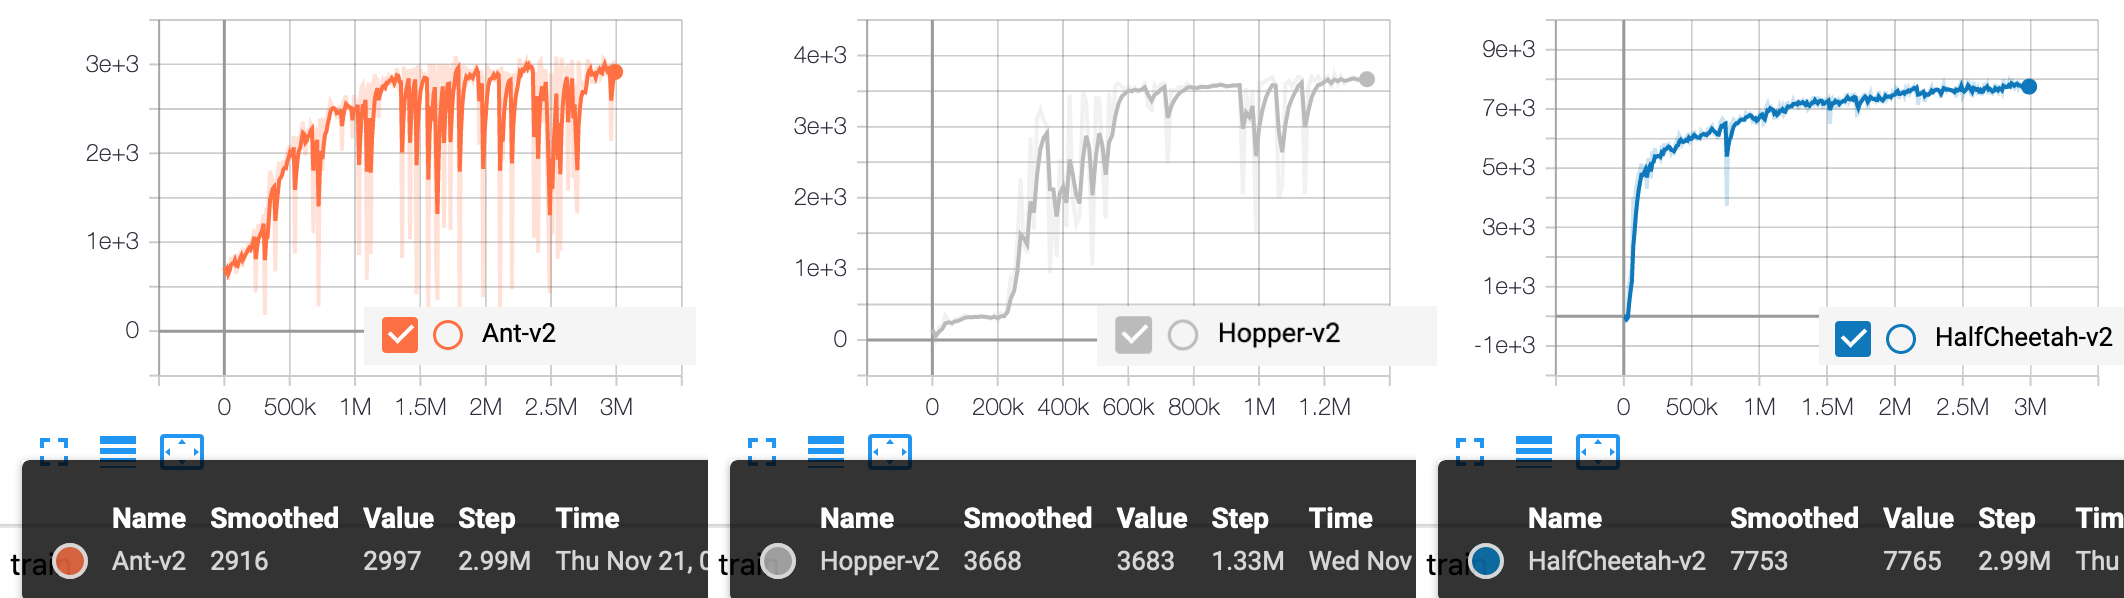 3e+3
2e+3
1e+3
0
0 500k 1M 1.5M 2M 2.5M 3M
Ant-v2
Name Smoothed Value Step Time
Ant-v2 2916 2997 2.99M Thu Nov 21, 0
train
4e+3
3e+3
2e+3
1e+3
0
0 200k 400k 600k 800k 1M 1.2M
Hopper-v2
Name Smoothed Value Step Time
Hopper-v2 3668 3683 1.33M Wed Nov
train
9e+3
7e+3
5e+3
3e+3
1e+3
-1e+3
0 500k 1M 1.5M 2M 2.5M 3M
HalfCheetah-v2
Name Smoothed Value Step Tim
HalfCheetah-v2 7753 7765 2.99M Thu
train